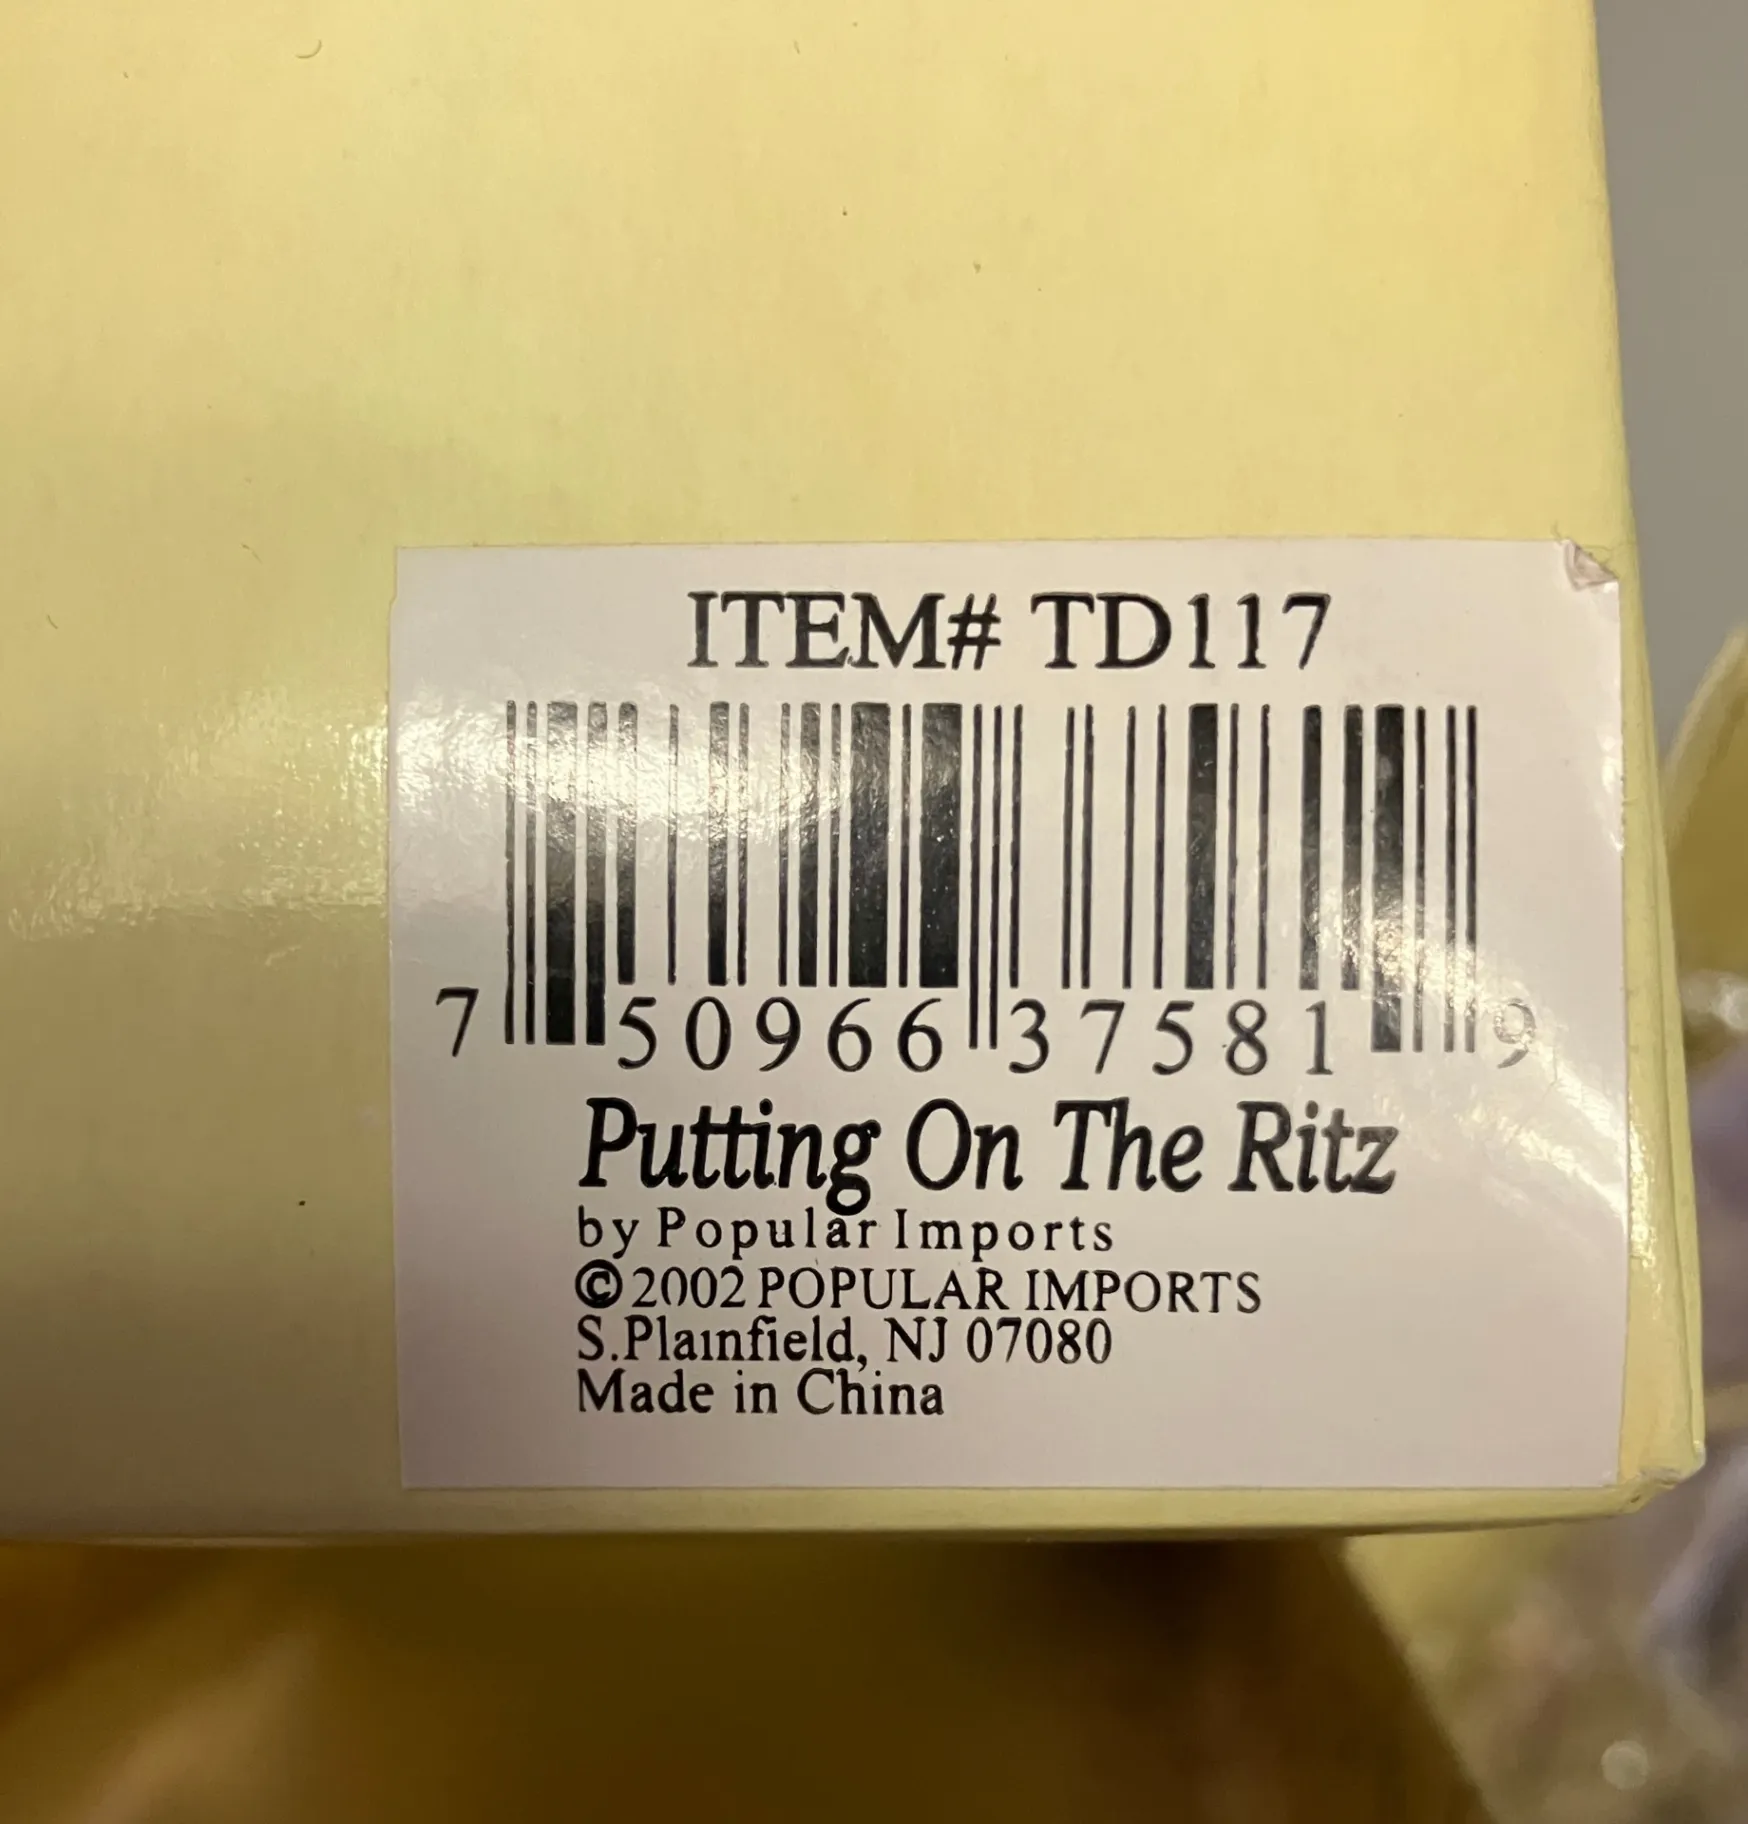 ITEM# TD117
7 50966 37581 9
Putting On The Ritz
by Popular Imports
©2002 POPULAR IMPORTS
S.Plainfield, NJ 07080
Made in China